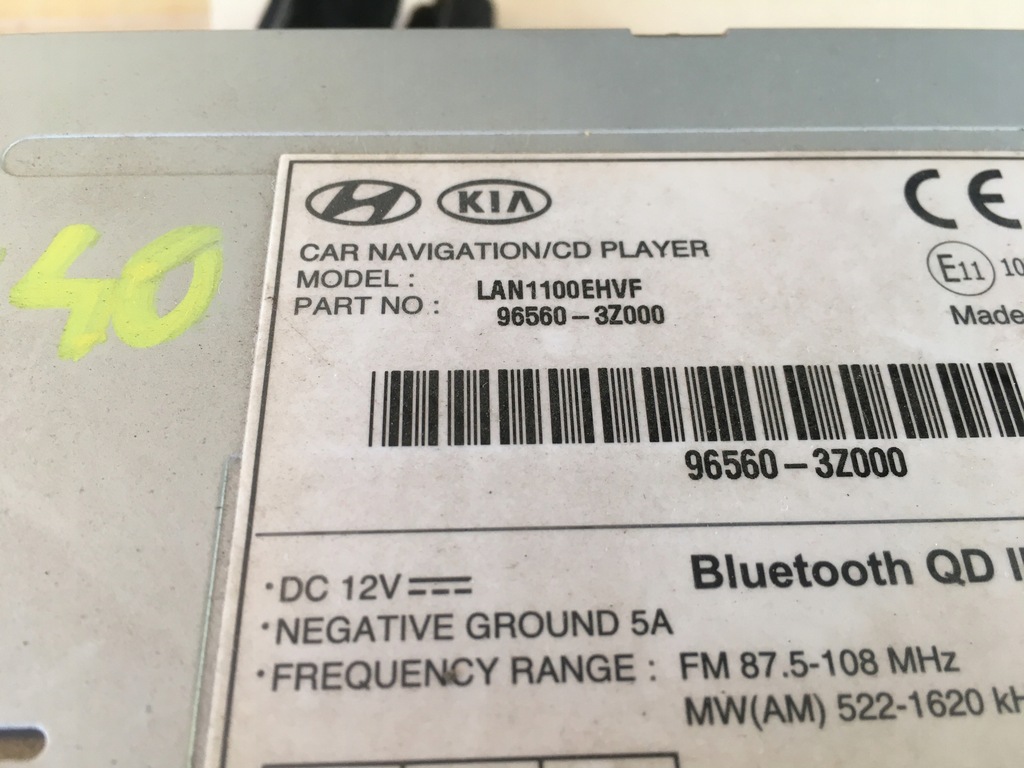 40
KIA
CE
CAR NAVIGATION/CD PLAYER
MODEL : LAN1100EHVF
E11 10
PART NO : 96560-3Z000
Made
96560-3Z000
Bluetooth QD
·DC 12V
·NEGATIVE GROUND 5A
·FREQUENCY RANGE : FM 87.5-108 MHz
MW(AM) 522-1620